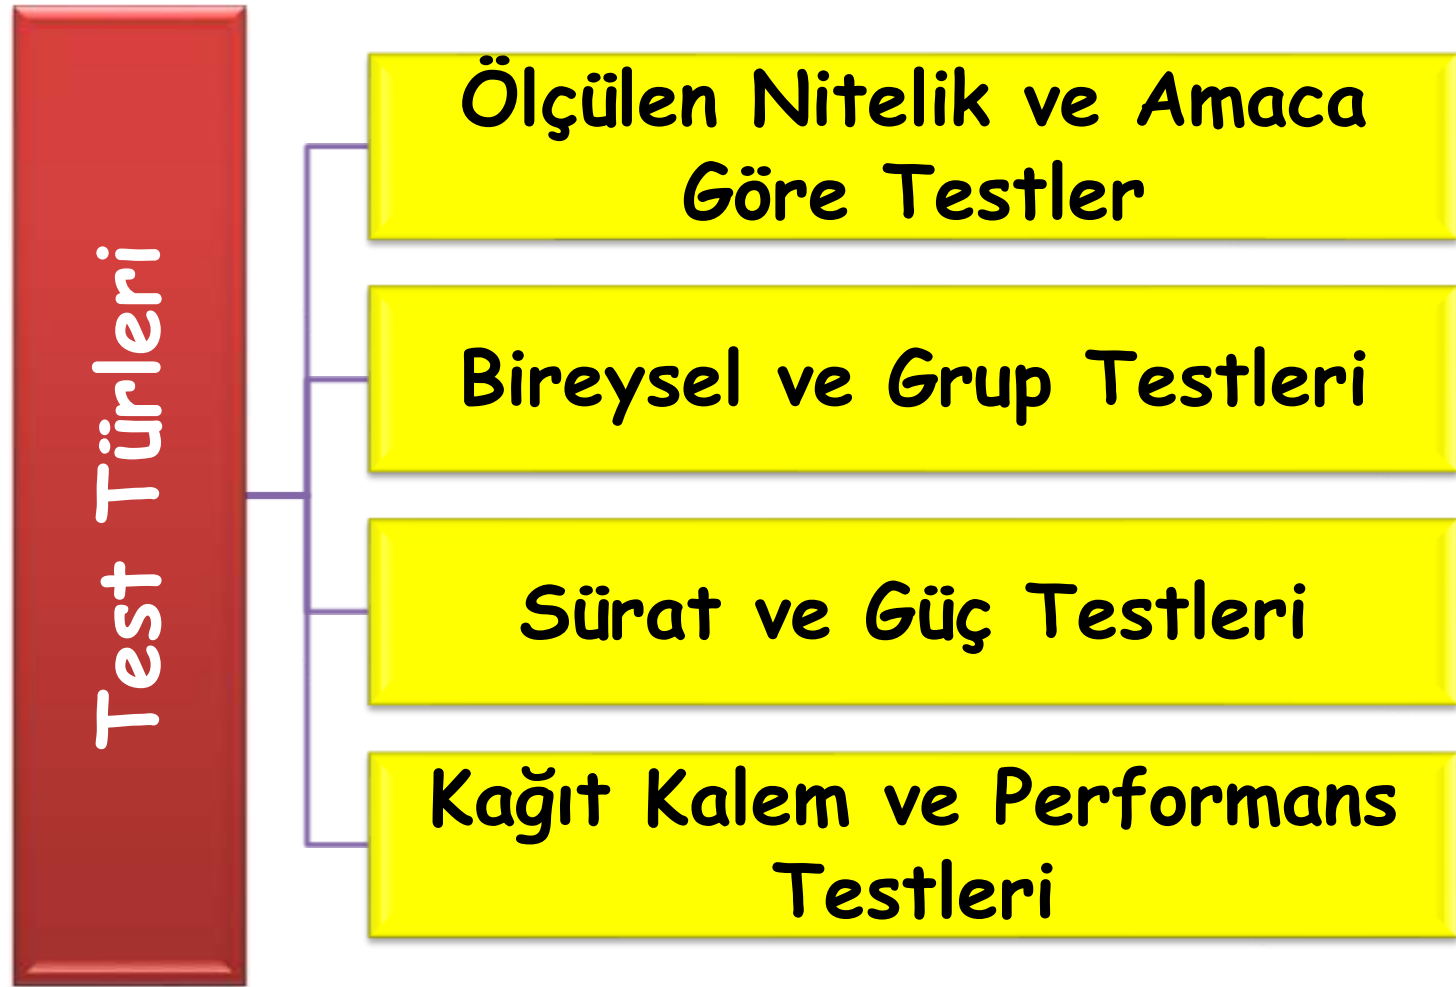 Test Türleri
Ölçülen Nitelik ve Amaca
Göre Testler
Bireysel ve Grup Testleri
Sürat ve Güç Testleri
Kağıt Kalem ve Performans
Testleri